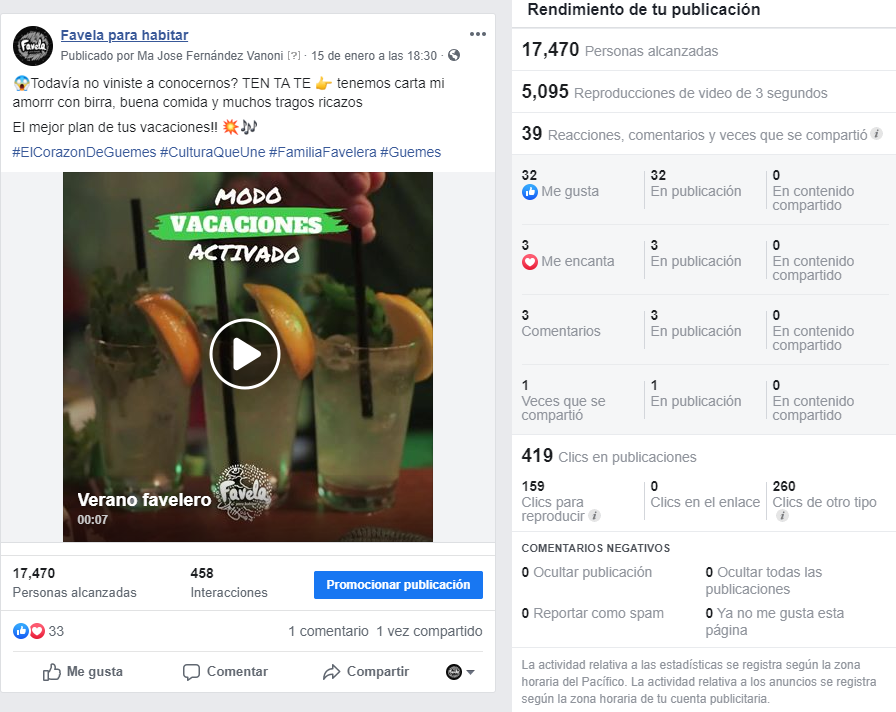 Favela para habitar
Publicado por Ma Jose Fernández Vanoni [?] · 15 de enero a las 18:30 ·
😱Todavía no viniste a conocernos? TEN TA TE 👉 tenemos carta mi
amorrr con birra, buena comida y muchos tragos ricazos
El mejor plan de tus vacaciones!! 💥🎶
#ElCorazonDeGuemes #CulturaQueUne #FamiliaFavelera #Guemes
MODO
VACACIONES
ACTIVADO
Favela
Verano favelero
00:07
17,470
Personas alcanzadas
458
Interacciones
Promocionar publicación
33
1 comentario 1 vez compartido
Me gusta
Comentar
Compartir
Rendimiento de tu publicación
17,470 Personas alcanzadas
5,095 Reproducciones de video de 3 segundos
39 Reacciones, comentarios y veces que se compartió
32
Me gusta
32
En publicación
0
En contenido
compartido
3
Me encanta
3
En publicación
0
En contenido
compartido
3
Comentarios
3
En publicación
0
En contenido
compartido
1
Veces que se
compartió
1
En publicación
0
En contenido
compartido
419 Clics en publicaciones
159
Clics para
reproducir
0
Clics en el enlace
260
Clics de otro tipo
COMENTARIOS NEGATIVOS
0 Ocultar publicación
0 Ocultar todas las
publicaciones
0 Reportar como spam
0 Ya no me gusta esta
página
La actividad relativa a las estadísticas se registra según la zona
horaria del Pacífico. La actividad relativa a los anuncios se registra
según la zona horaria de tu cuenta publicitaria.